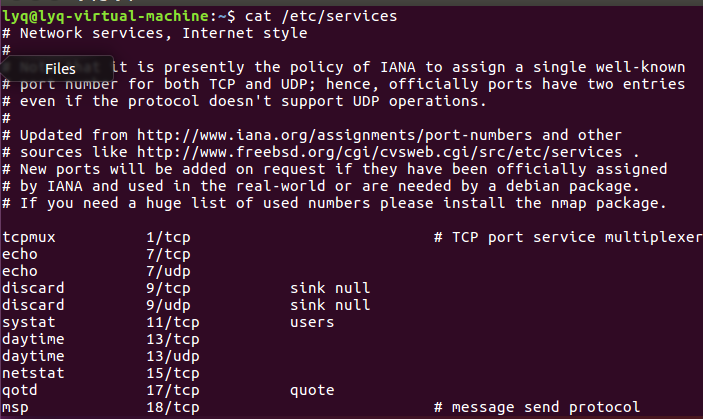 lyq@lyq-virtual-machine:~$ cat /etc/services
# Network services, Internet style
#
# it is presently the policy of IANA to assign a single well-known
Files
# port number for both TCP and UDP; hence, officially ports have two entries
# even if the protocol doesn't support UDP operations.
#
# Updated from http://www.iana.org/assignments/port-numbers and other
# sources like http://www.freebsd.org/cgi/cvsweb.cgi/src/etc/services .
# New ports will be added on request if they have been officially assigned
# by IANA and used in the real-world or are needed by a debian package.
# If you need a huge list of used numbers please install the nmap package.
tcpmux 1/tcp # TCP port service multiplexer
echo 7/tcp
echo 7/udp
discard 9/tcp sink null
discard 9/udp sink null
systat 11/tcp users
daytime 13/tcp
daytime 13/udp
netstat 15/tcp
qotd 17/tcp quote
msp 18/tcp # message send protocol